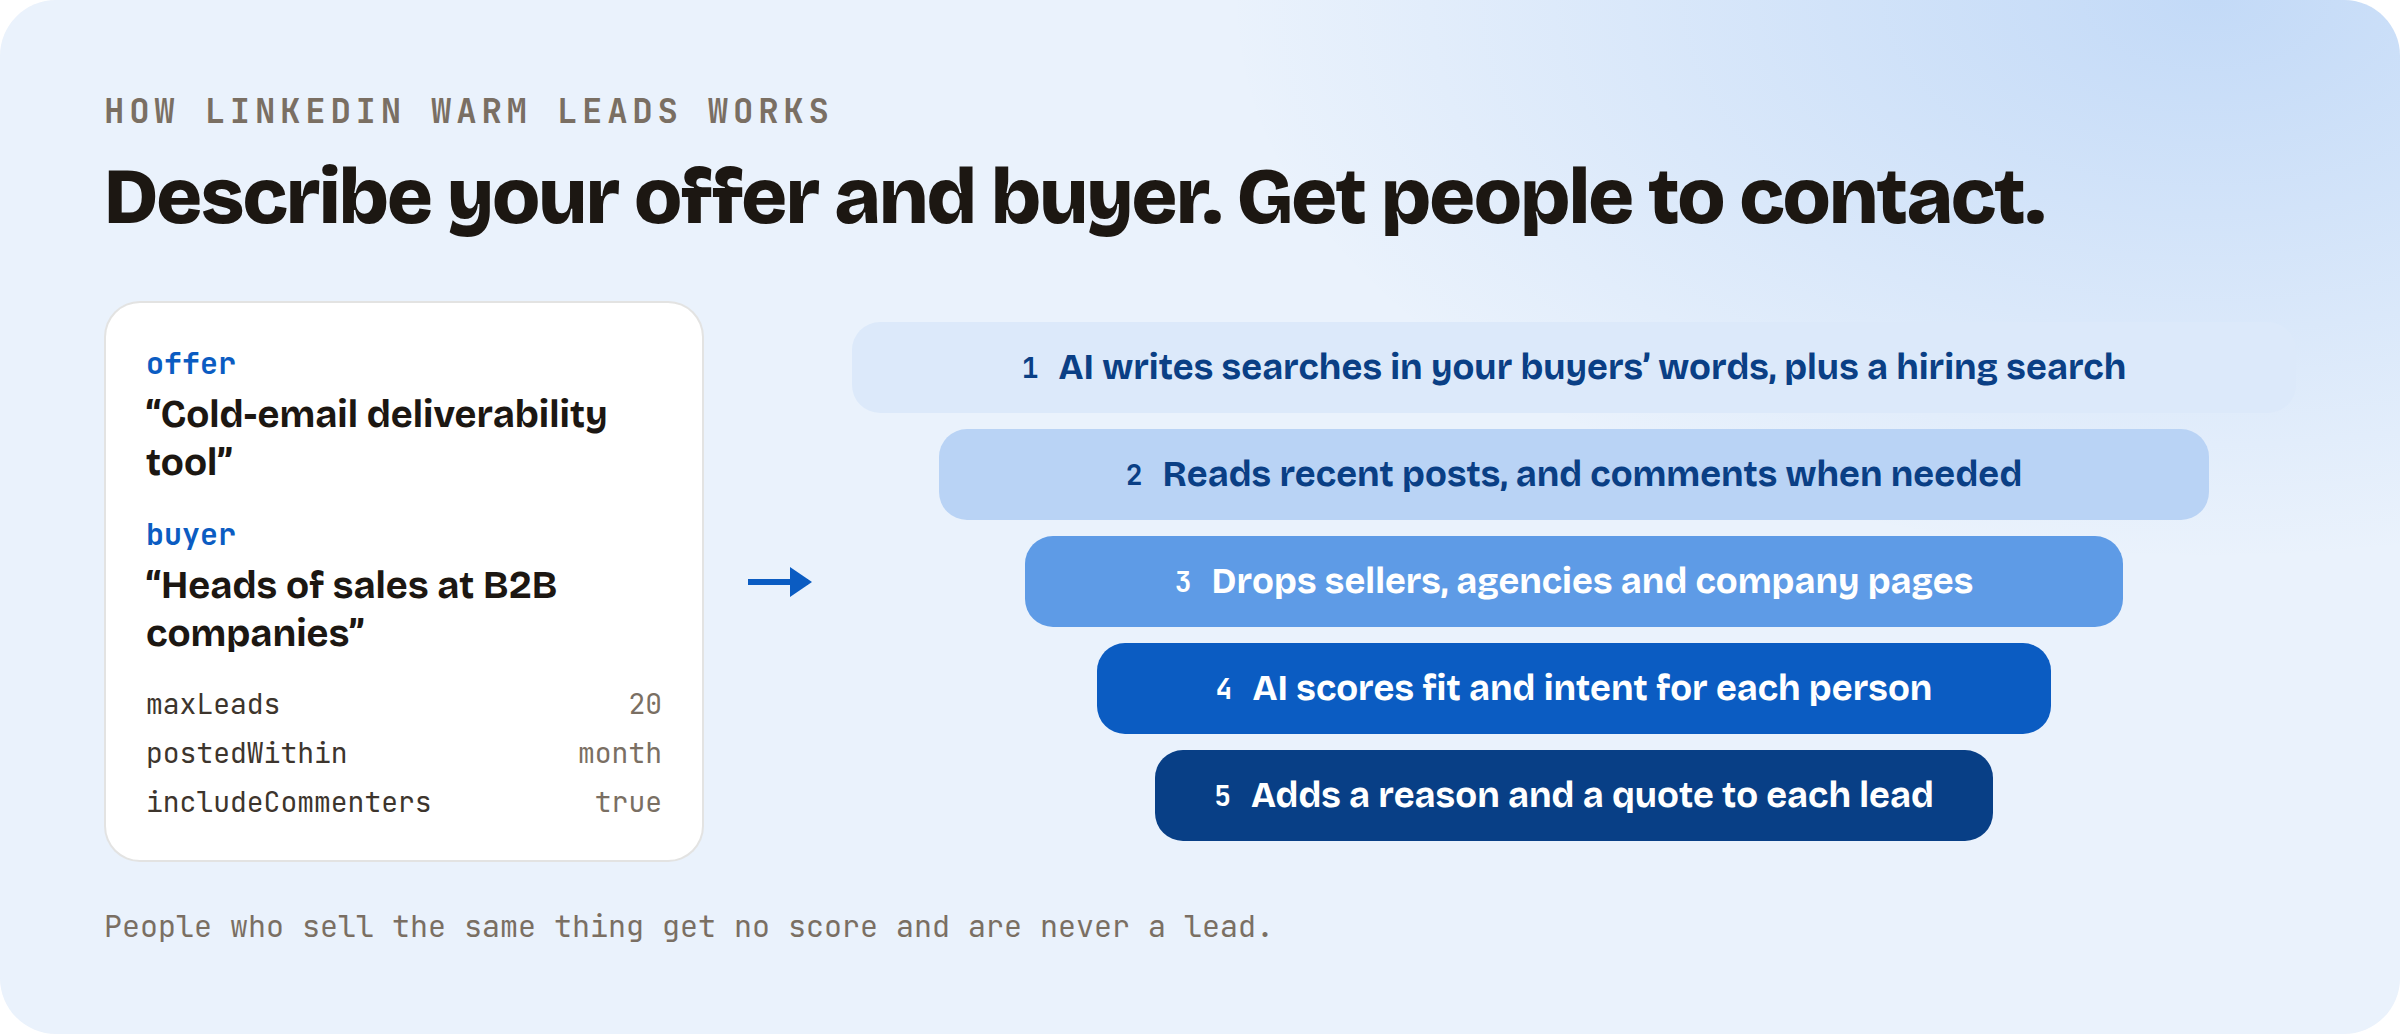 HOW LINKEDIN WARM LEADS WORKS
Describe your offer and buyer. Get people to contact.
offer
“Cold-email deliverability
tool”
buyer
“Heads of sales at B2B
companies”
maxLeads 20
postedWithin month
includeCommenters true
1 AI writes searches in your buyers’ words, plus a hiring search
2 Reads recent posts, and comments when needed
3 Drops sellers, agencies and company pages
4 AI scores fit and intent for each person
5 Adds a reason and a quote to each lead
People who sell the same thing get no score and are never a lead.